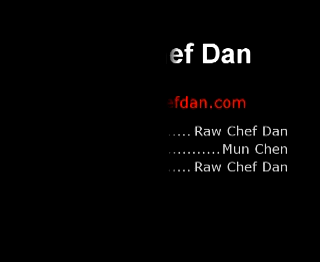 ef Dan
efdan.com
.....Raw Chef Dan
...........Mun Chen
.....Raw Chef Dan